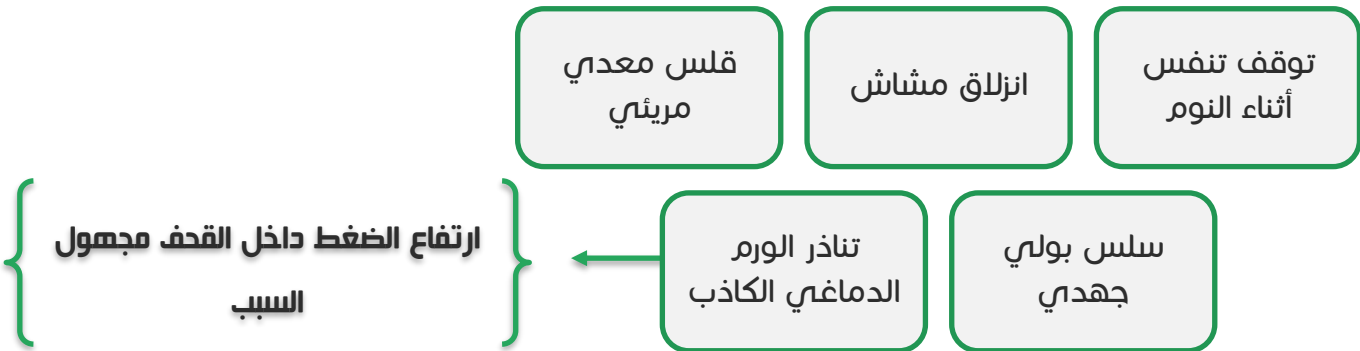 توقف تنفس
أثناء النوم
انزلاق مشاش
قلس معدي
مريئي
سلس بولي
جهدي
تناذر الورم
الدماغي الكاذب
ارتفاع الضغط داخل القحف مجهول
السبب